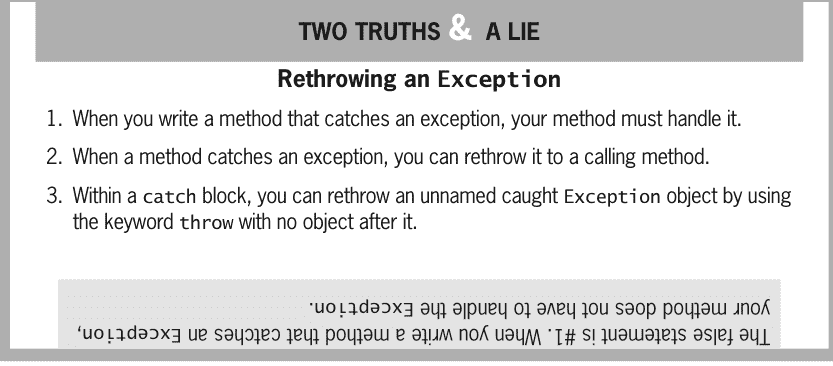 TWO TRUTHS & A LIE
Rethrowing an Exception
1. When you write a method that catches an exception, your method must handle it.
2. When a method catches an exception, you can rethrow it to a calling method.
3. Within a catch block, you can rethrow an unnamed caught Exception object by using
the keyword throw with no object after it.
The false statement is #1. When you write a method that catches an Exception,
your method does not have to handle the Exception.